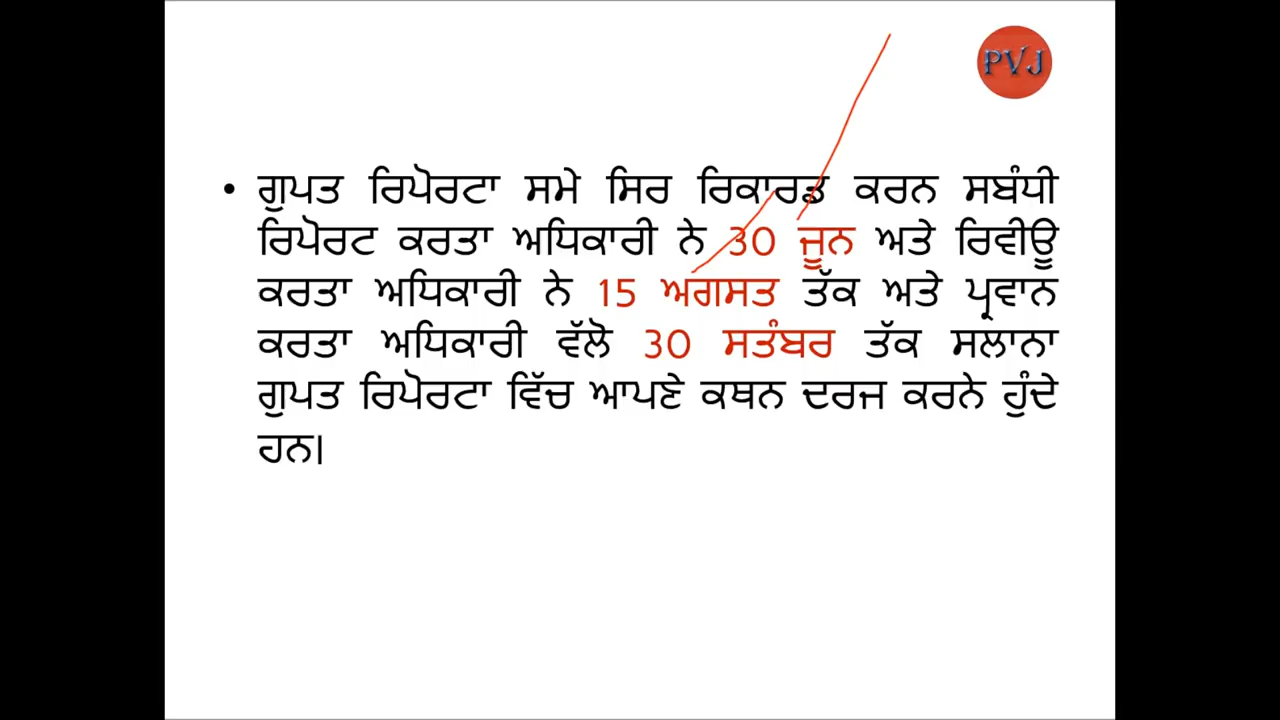 PVJ
• ਗੁਪਤ ਰਿਪੋਰਟਾ ਸਮੇ ਸਿਰ ਰਿਕਾਰਡ ਕਰਨ ਸਬੰਧੀ
ਰਿਪੋਰਟ ਕਰਤਾ ਅਧਿਕਾਰੀ ਨੇ 30 ਜੂਨ ਅਤੇ ਰਿਵੀਊ
ਕਰਤਾ ਅਧਿਕਾਰੀ ਨੇ 15 ਅਗਸਤ ਤੱਕ ਅਤੇ ਪ੍ਰਵਾਨ
ਕਰਤਾ ਅਧਿਕਾਰੀ ਵੱਲੋ 30 ਸਤੰਬਰ ਤੱਕ ਸਲਾਨਾ
ਗੁਪਤ ਰਿਪੋਰਟਾ ਵਿੱਚ ਆਪਣੇ ਕਥਨ ਦਰਜ ਕਰਨੇ ਹੁੰਦੇ
ਹਨ।